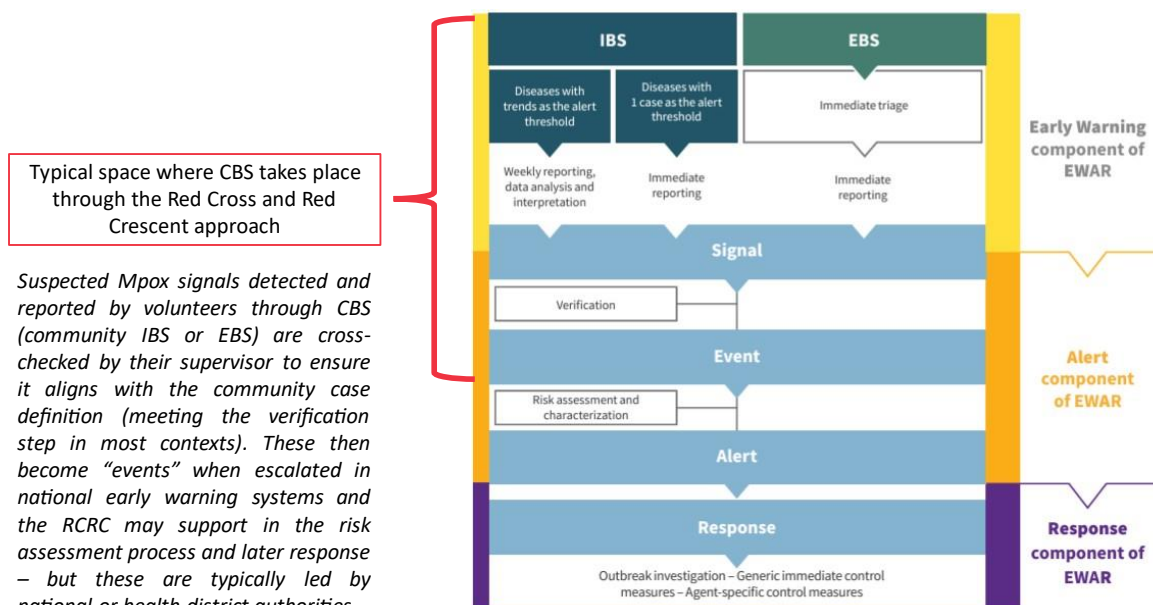 IBS
EBS
Diseases with
trends as the alert
threshold
Diseases with
1 case as the alert
threshold
Immediate triage
Weekly reporting,
data analysis and
interpretation
Immediate
reporting
Immediate
reporting
Signal
Verification
Event
Risk assessment and
characterization
Alert
Response
Outbreak investigation – Generic immediate control
measures – Agent-specific control measures
Early Warning
component of
EWAR
Alert
component
of EWAR
Response
component of
EWAR
Typical space where CBS takes place
through the Red Cross and Red
Crescent approach
Suspected Mpox signals detected and
reported by volunteers through CBS
(community IBS or EBS) are cross-
checked by their supervisor to ensure
it aligns with the community case
definition (meeting the verification
step in most contexts). These then
become “events” when escalated in
national early warning systems and
the RCRC may support in the risk
assessment process and later response
– but these are typically led by
national or health district authorities